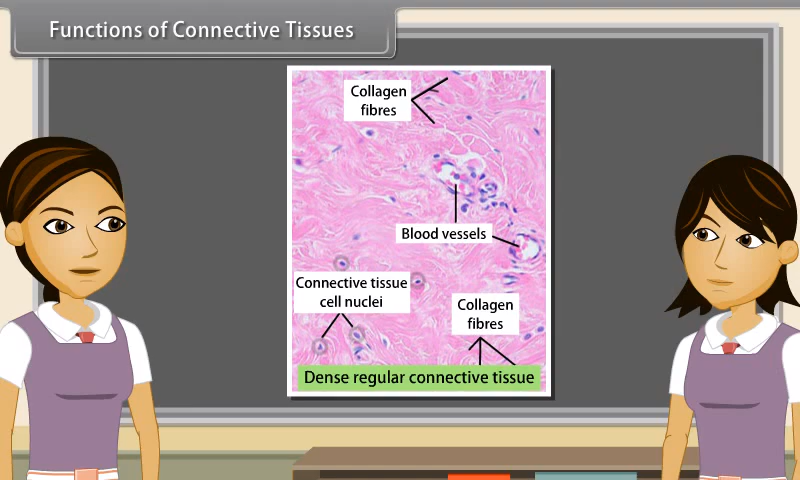 Functions of Connective Tissues
Collagen
fibres
Blood vessels
Connective tissue
cell nuclei
Collagen
fibres
Dense regular connective tissue